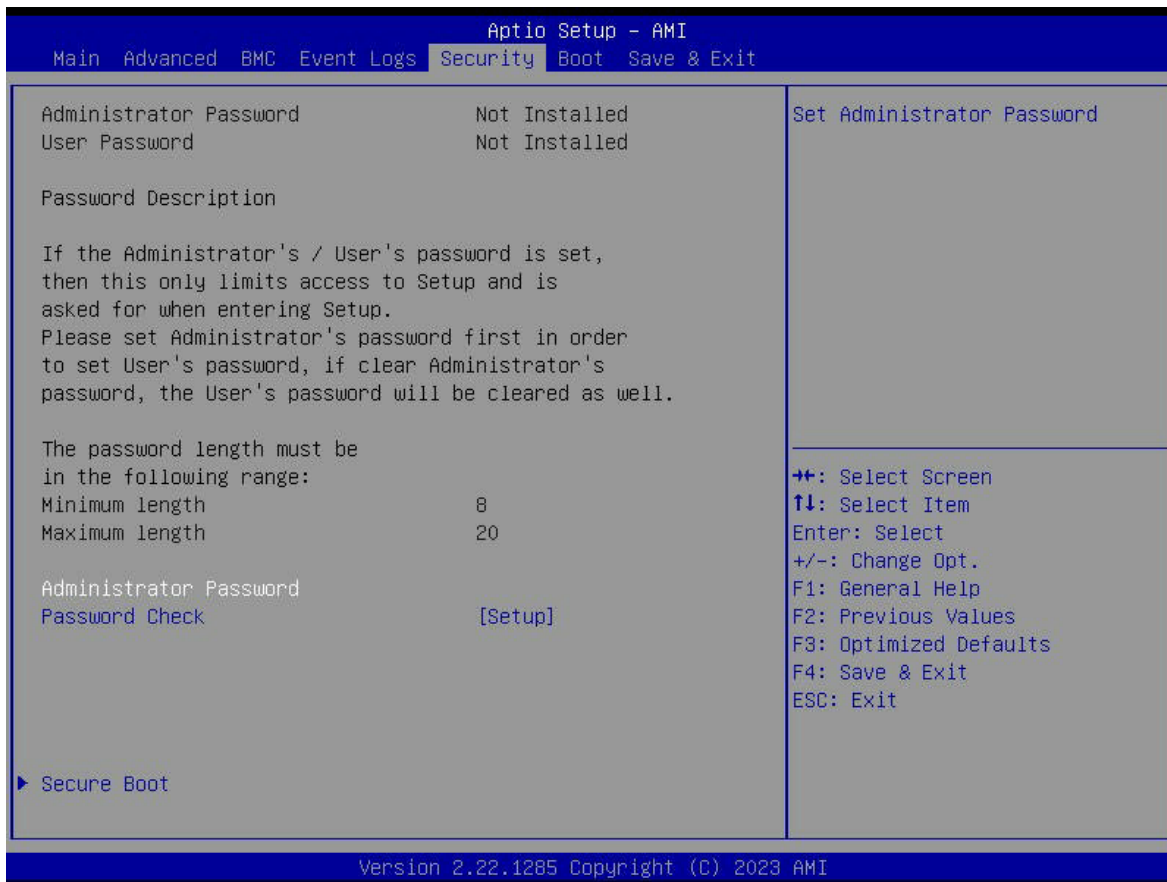 Aptio Setup – AMI
Main Advanced BMC Event Logs Security Boot Save & Exit
Administrator Password Not Installed
User Password Not Installed
Password Description
If the Administrator's / User's password is set,
then this only limits access to Setup and is
asked for when entering Setup.
Please set Administrator's password first in order
to set User's password, if clear Administrator's
password, the User's password will be cleared as well.
The password length must be
in the following range:
Minimum length 8
Maximum length 20
Administrator Password
Password Check [Setup]
Secure Boot
Set Administrator Password
→←: Select Screen
↑↓: Select Item
Enter: Select
+/-: Change Opt.
F1: General Help
F2: Previous Values
F3: Optimized Defaults
F4: Save & Exit
ESC: Exit
Version 2.22.1285 Copyright (C) 2023 AMI